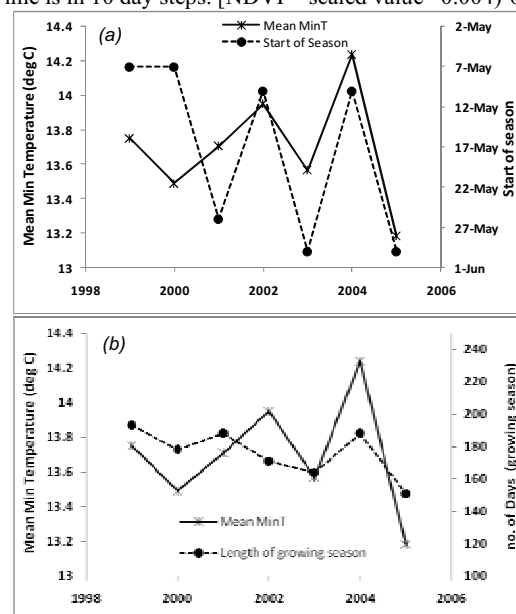 Time is in 10 day steps. [NDVI = scaled value *0.004) 0
(a)
Mean MinT
Start of Season
Mean Min Temperature (deg C)
14.4
14.2
14
13.8
13.6
13.4
13.2
13
2-May
7-May
12-May
17-May
22-May
27-May
1-Jun
Start of season
1998
2000
2002
2004
2006
(b)
Mean Min Temperature (deg C)
14.4
14.2
14
13.8
13.6
13.4
13.2
13
240
220
200
180
160
140
120
100
no. of Days (growing season)
Mean MinT
Length of growing season
1998
2000
2002
2004
2006